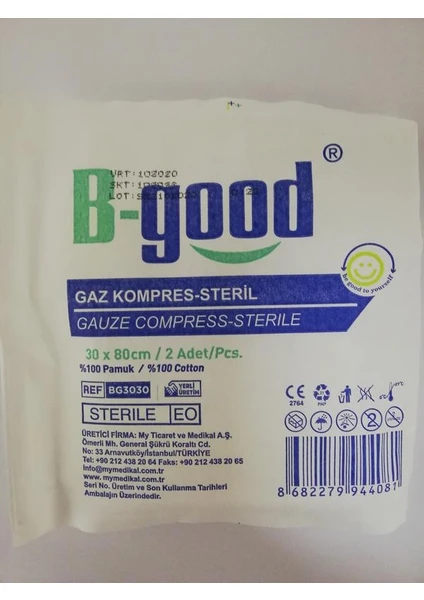 URT:102020
B-good ®
be good to yourself
GAZ KOMPRES-STERİL
GAUZE COMPRESS-STERILE
30 x 80cm / 2 Adet/Pcs.
%100 Pamuk / %100 Cotton
REF BG3030 YERLİ ÜRETİM
STERILE EO
CE
2764
PAP
ÜRETİCİ FİRMA: My Ticaret ve Medikal A.Ş.
Ömerli Mh. General Şükrü Koraltı Cd.
No: 33 Arnavutköy/İstanbul/TÜRKİYE
Tel: +90 212 438 20 64 Faks: +90 212 438 20 65
info@mymedikal.com.tr
www.mymedikal.com.tr
Seri No. Üretim ve Son Kullanma Tarihleri
Ambalajın Üzerindedir.
8 682279 944081